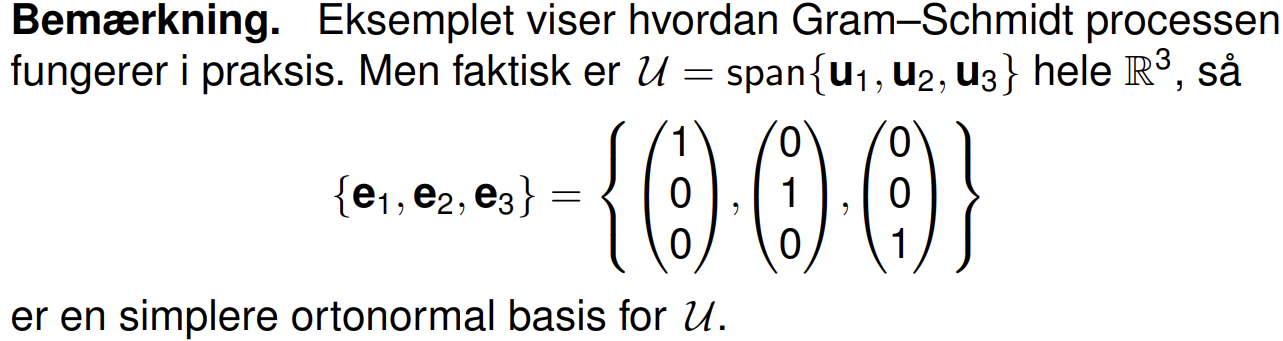 Bemærkning. Eksemplet viser hvordan Gram–Schmidt processen
fungerer i praksis. Men faktisk er 𝒰 = span{u₁, u₂, u₃} hele ℝ³, så
{e₁, e₂, e₃} = { (1 0 0), (0 1 0), (0 0 1) }
er en simplere ortonormal basis for 𝒰.